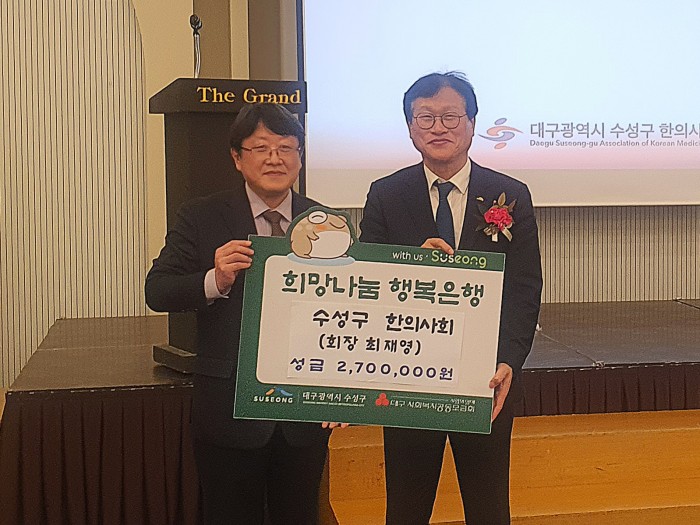 The Grand
대구광역시 수성구 한의사
Daegu Suseong-gu Association of Korean Medici
with us · Suseong
희망나눔 행복은행
수성구 한의사회
(회장 최재영)
성금 2,700,000원
SUSEONG
대구광역시 수성구
대구사회복지공동모금회